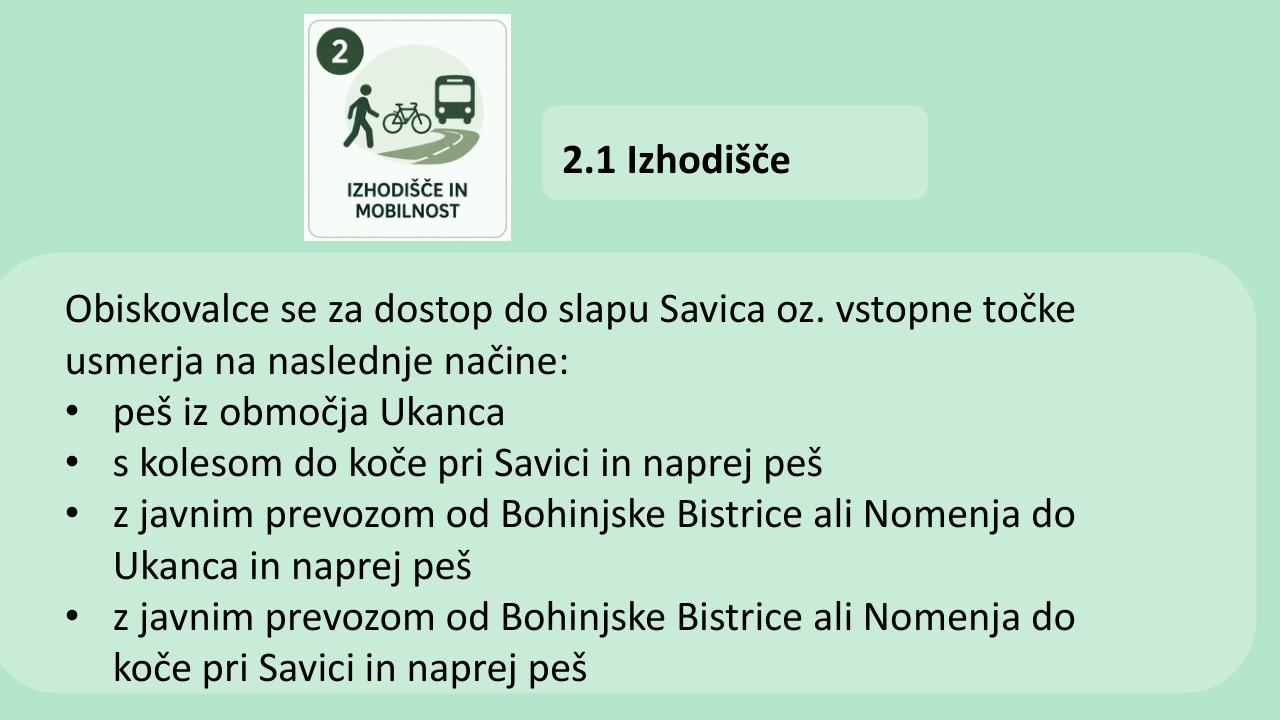 2
IZHODIŠČE IN
MOBILNOST
2.1 Izhodišče
Obiskovalce se za dostop do slapu Savica oz. vstopne točke
usmerja na naslednje načine:
• peš iz območja Ukanca
• s kolesom do koče pri Savici in naprej peš
• z javnim prevozom od Bohinjske Bistrice ali Nomenja do
Ukanca in naprej peš
• z javnim prevozom od Bohinjske Bistrice ali Nomenja do
koče pri Savici in naprej peš